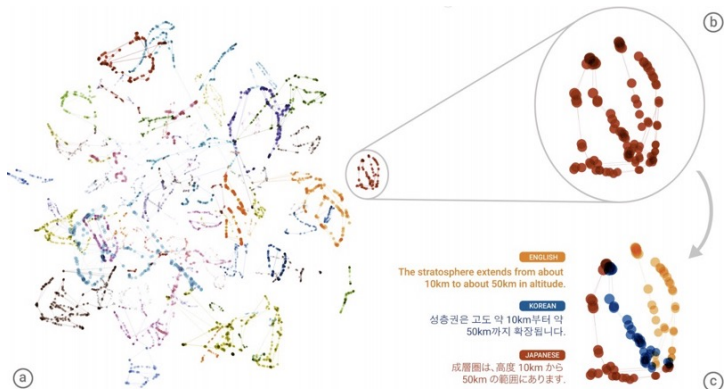 b
ENGLISH
The stratosphere extends from about
10km to about 50km in altitude.
KOREAN
성층권은 고도 약 10km부터 약
50km까지 확장됩니다.
JAPANESE
成層圏は、高度 10km から
50km の範囲にあります。
a
c